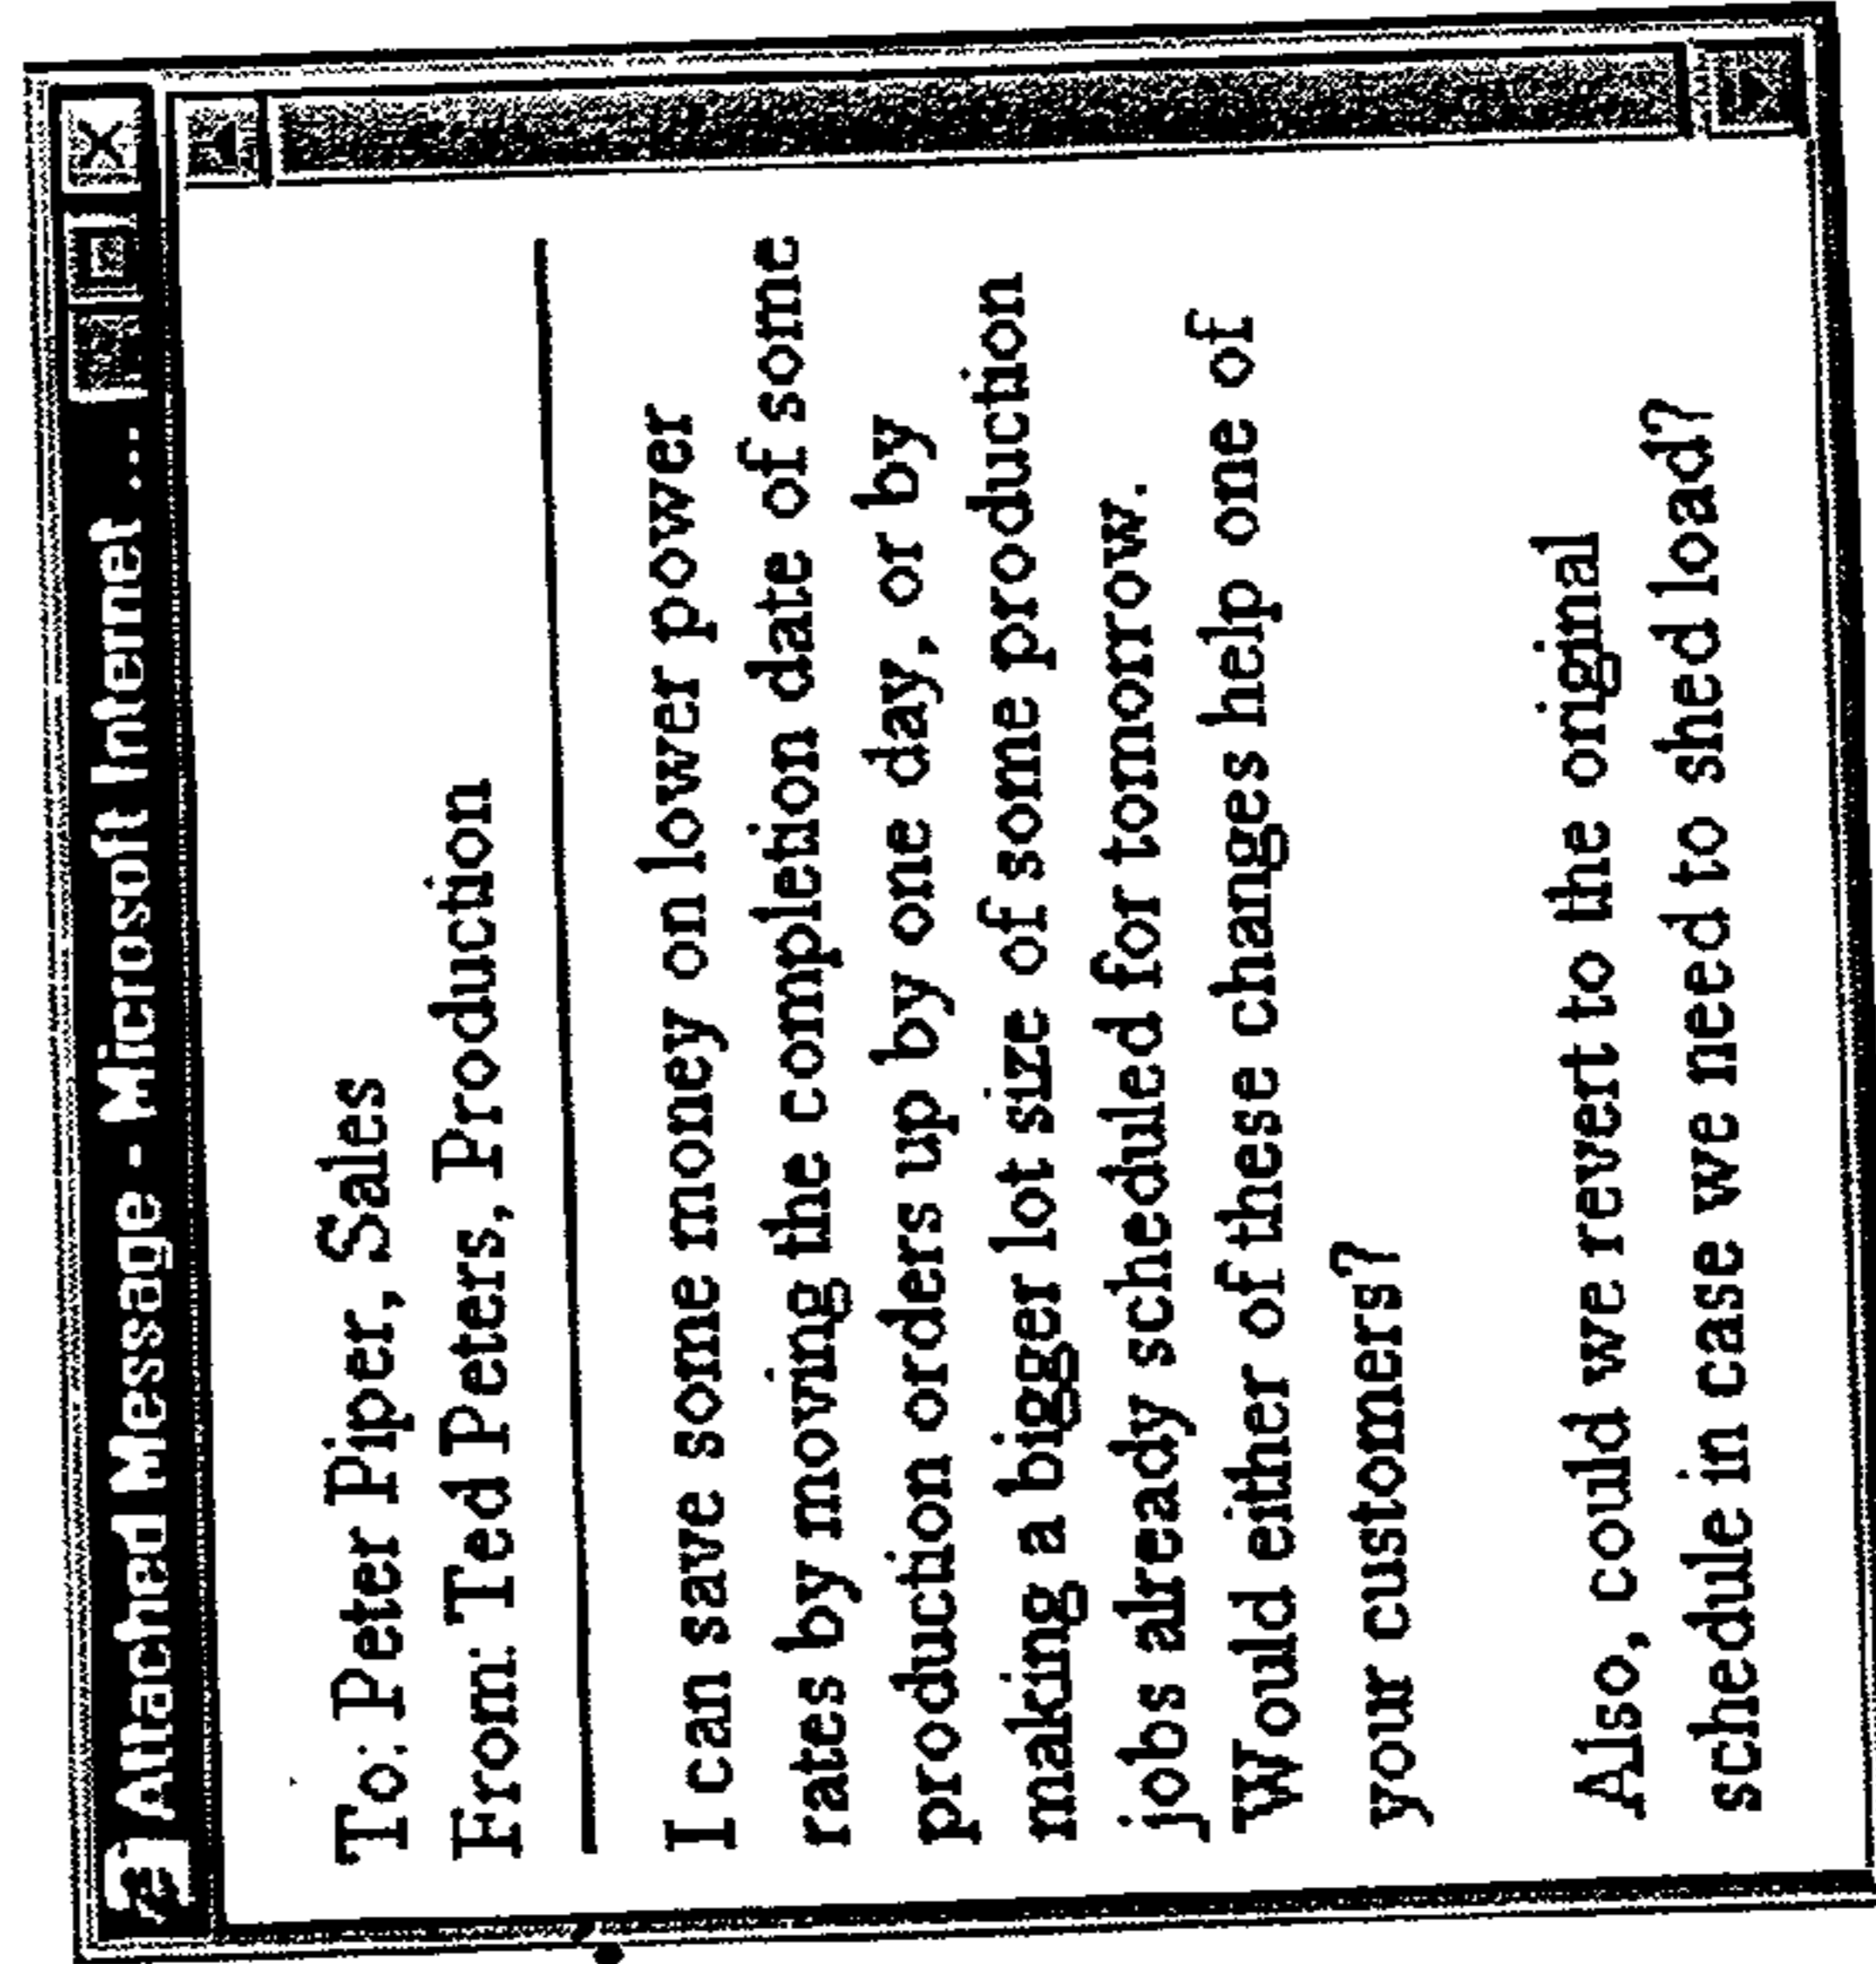 Attached Message - Microsoft Internet ...
To: Peter Piper, Sales
From: Ted Peters, Production
I can save some money on lower power
rates by moving the completion date of some
production orders up by one day, or by
making a bigger lot size of some production
jobs already scheduled for tomorrow.
Would either of these changes help one of
your customers?
Also, could we revert to the original
schedule in case we need to shed load?